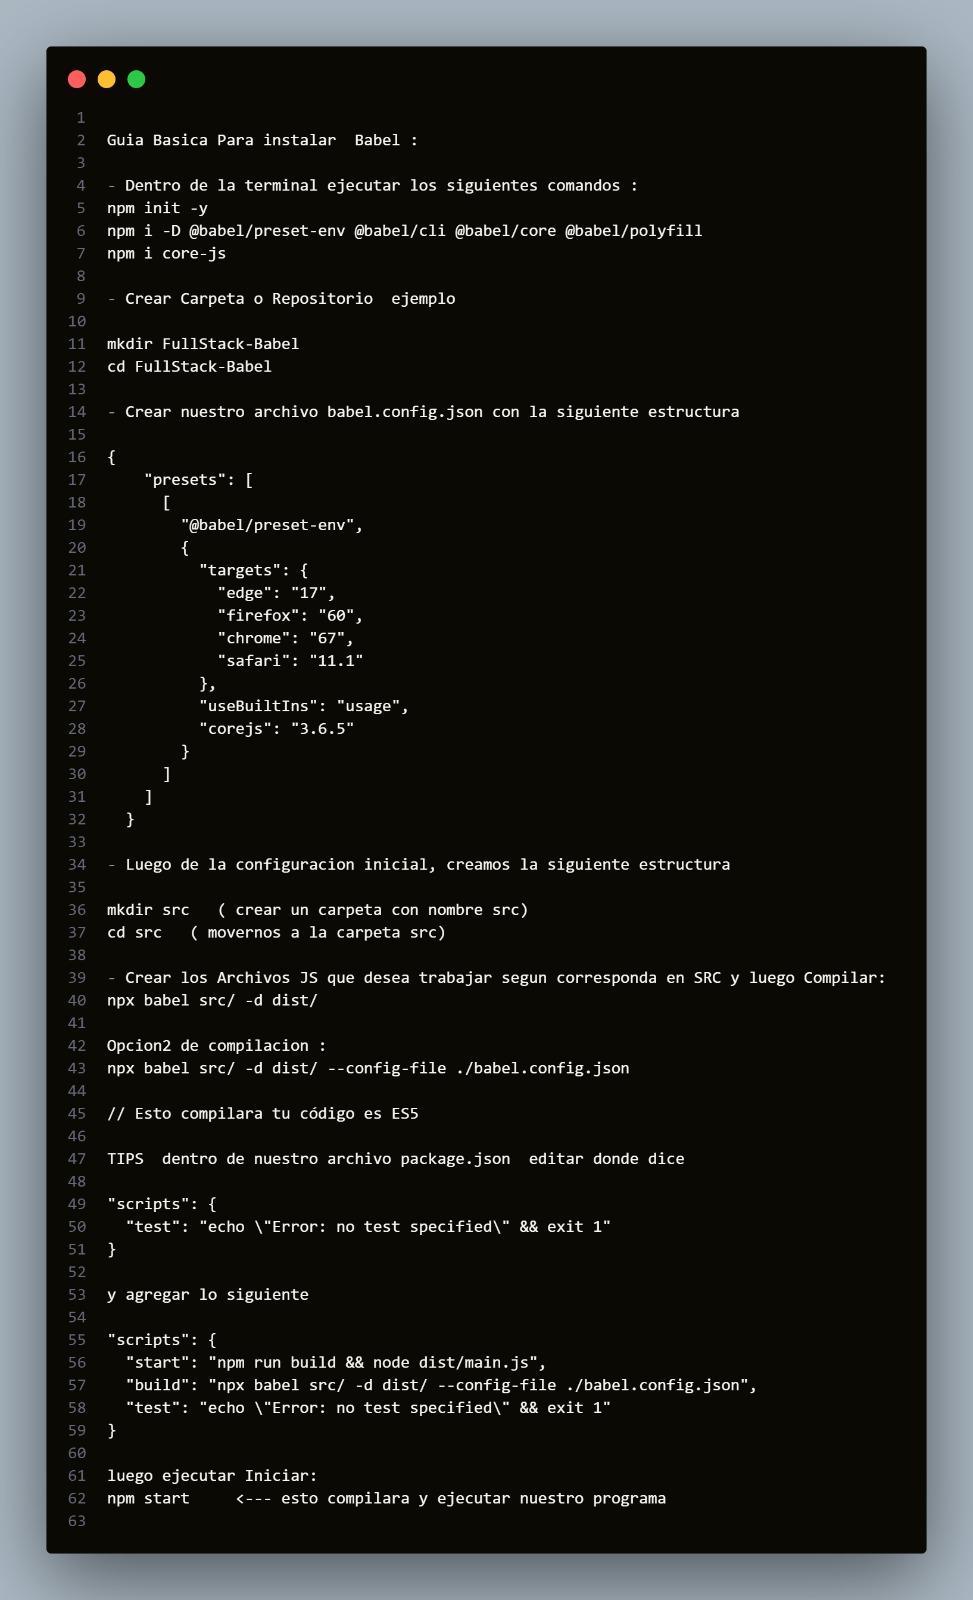 1
2 Guia Basica Para instalar  Babel :
3
4 - Dentro de la terminal ejecutar los siguientes comandos :
5 npm init -y
6 npm i -D @babel/preset-env @babel/cli @babel/core @babel/polyfill
7 npm i core-js
8
9 - Crear Carpeta o Repositorio  ejemplo
10
11 mkdir FullStack-Babel
12 cd FullStack-Babel
13
14 - Crear nuestro archivo babel.config.json con la siguiente estructura
15
16 {
17     "presets": [
18       [
19         "@babel/preset-env",
20         {
21           "targets": {
22             "edge": "17",
23             "firefox": "60",
24             "chrome": "67",
25             "safari": "11.1"
26           },
27           "useBuiltIns": "usage",
28           "corejs": "3.6.5"
29         }
30       ]
31     ]
32   }
33
34 - Luego de la configuracion inicial, creamos la siguiente estructura
35
36 mkdir src   ( crear un carpeta con nombre src)
37 cd src   ( movernos a la carpeta src)
38
39 - Crear los Archivos JS que desea trabajar segun corresponda en SRC y luego Compilar:
40 npx babel src/ -d dist/
41
42 Opcion2 de compilacion :
43 npx babel src/ -d dist/ --config-file ./babel.config.json
44
45 // Esto compilara tu código es ES5
46
47 TIPS  dentro de nuestro archivo package.json  editar donde dice
48
49 "scripts": {
50   "test": "echo \"Error: no test specified\" && exit 1"
51 }
52
53 y agregar lo siguiente
54
55 "scripts": {
56   "start": "npm run build && node dist/main.js",
57   "build": "npx babel src/ -d dist/ --config-file ./babel.config.json",
58   "test": "echo \"Error: no test specified\" && exit 1"
59 }
60
61 luego ejecutar Iniciar:
62 npm start     <--- esto compilara y ejecutar nuestro programa
63